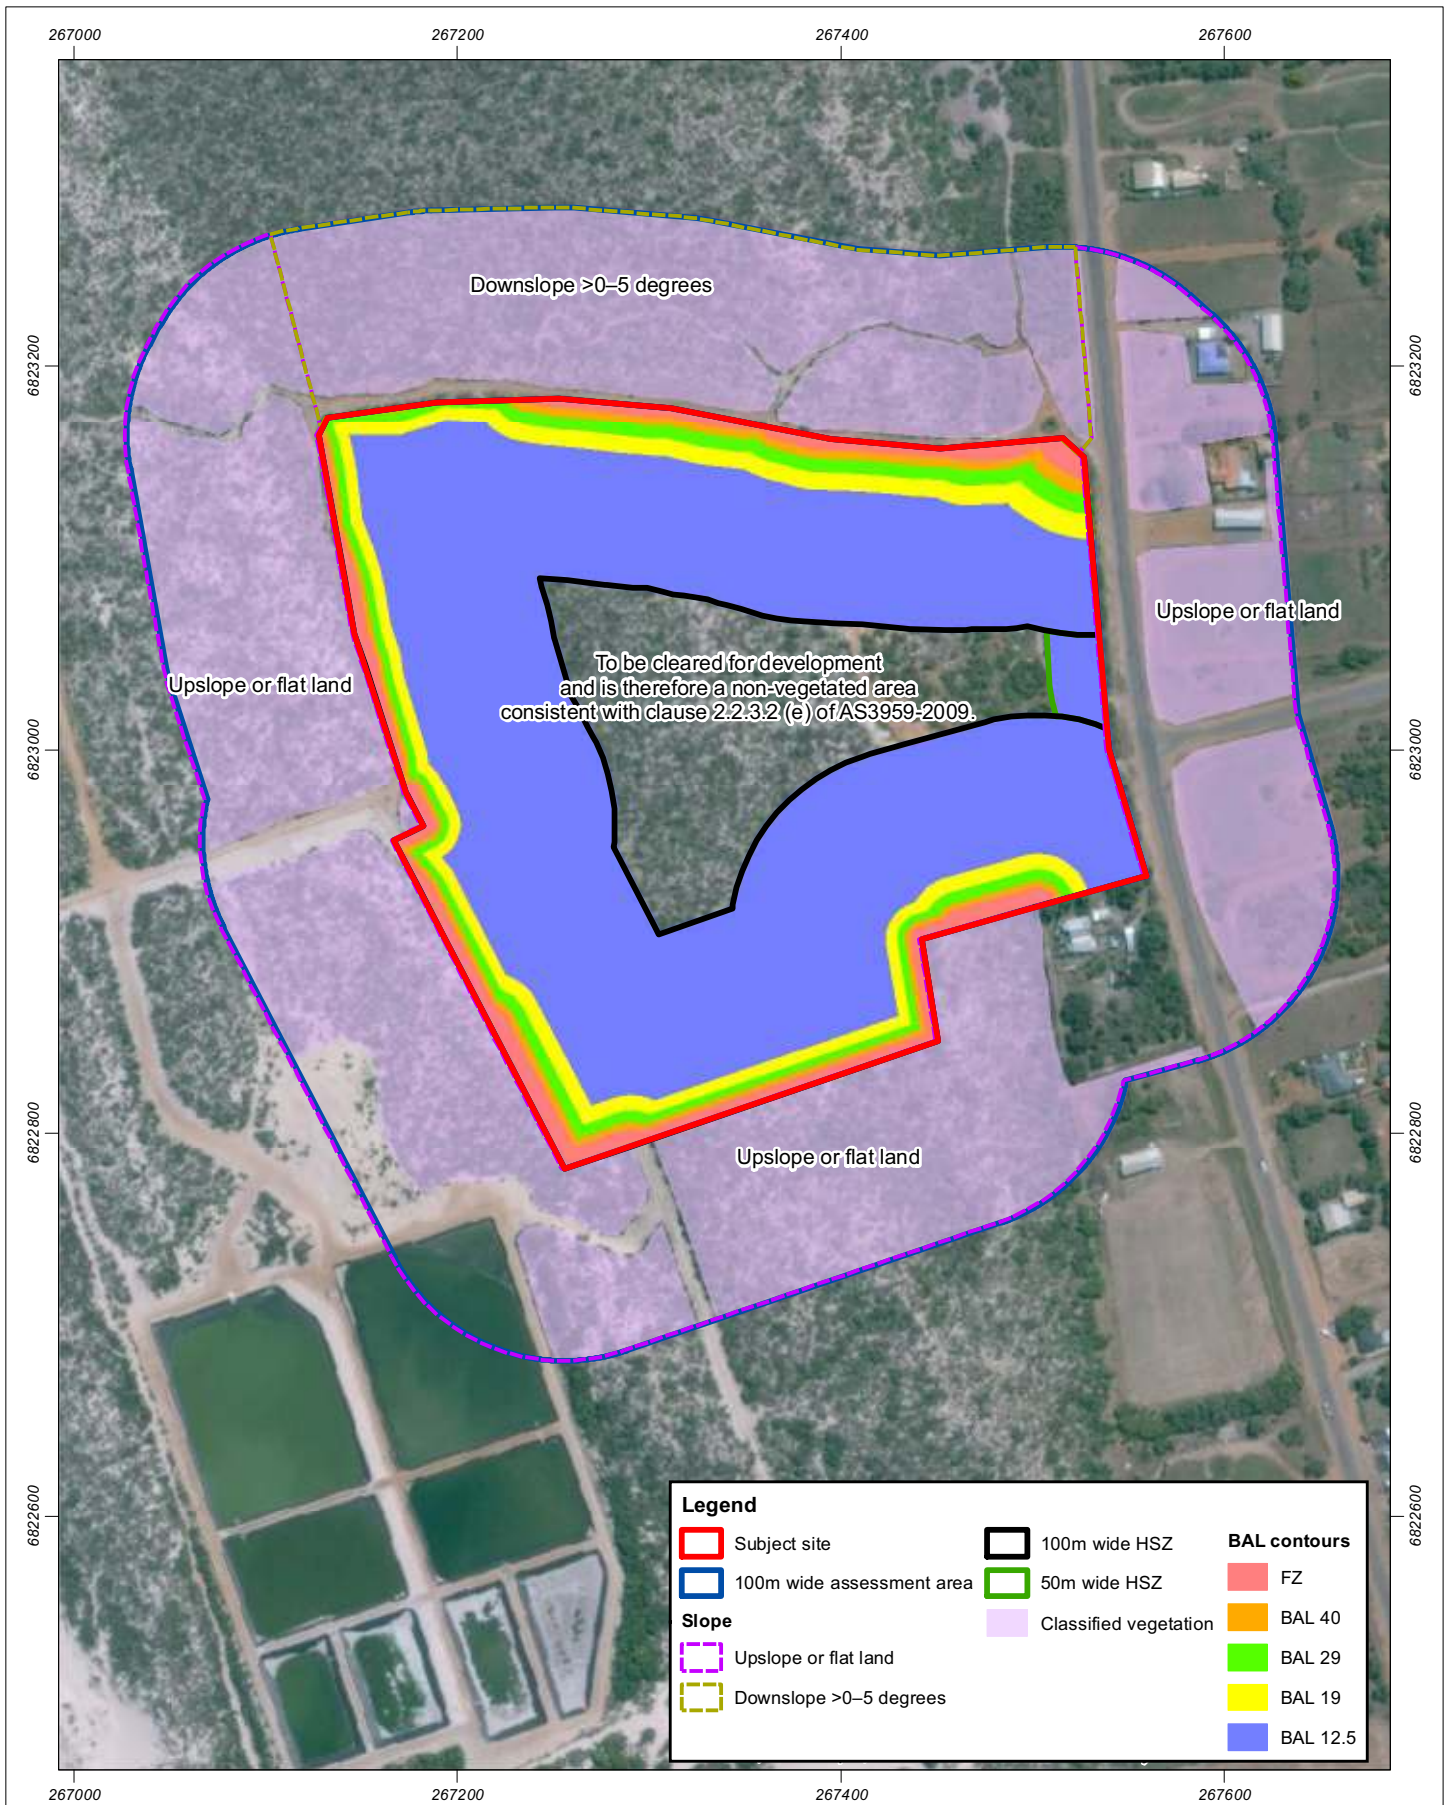 267000 267200 267400 267600
Downslope >0–5 degrees
6823200 6823200
Upslope or flat land
To be cleared for development
and is therefore a non-vegetated area
consistent with clause 2.2.3.2 (e) of AS3959-2009.
Upslope or flat land
6823000 6823000
6822800 6822800
Upslope or flat land
6822600 6822600
Legend
Subject site
100m wide assessment area
Slope
Upslope or flat land
Downslope >0–5 degrees
100m wide HSZ
50m wide HSZ
Classified vegetation
BAL contours
FZ
BAL 40
BAL 29
BAL 19
BAL 12.5
267000 267200 267400 267600